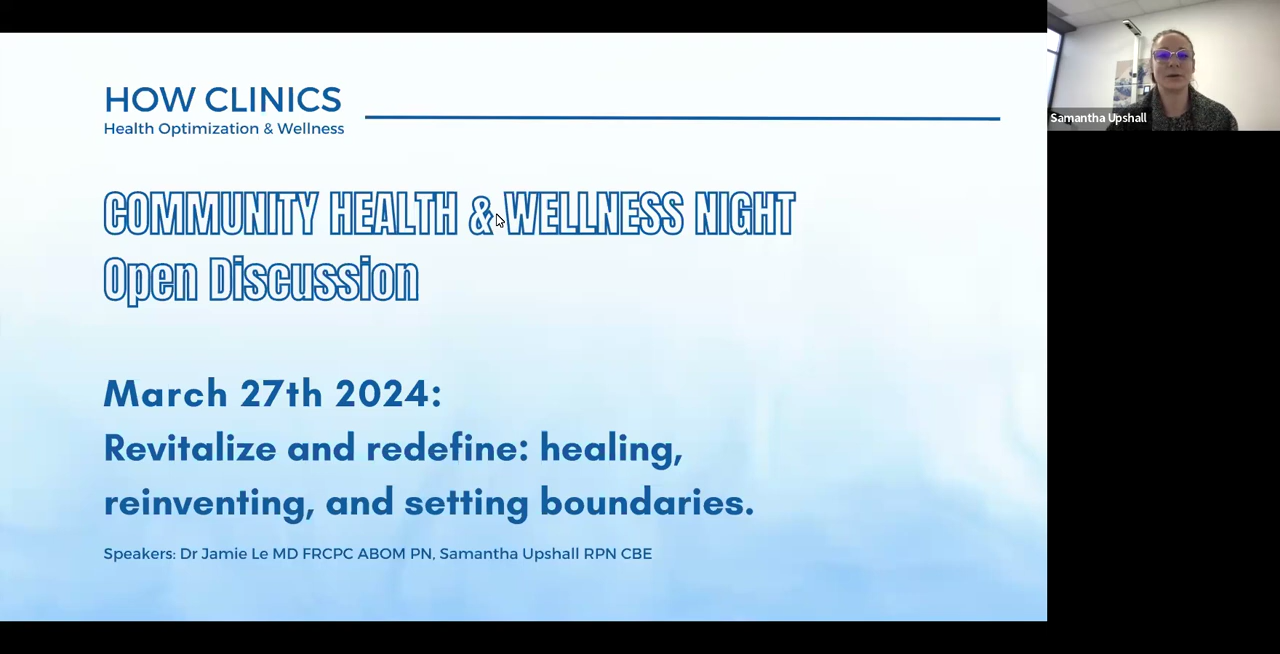 HOW CLINICS
Health Optimization & Wellness
COMMUNITY HEALTH & WELLNESS NIGHT
Open Discussion
March 27th 2024:
Revitalize and redefine: healing,
reinventing, and setting boundaries.
Speakers: Dr Jamie Le MD FRCPC ABOM PN, Samantha Upshall RPN CBE
Samantha Upshall